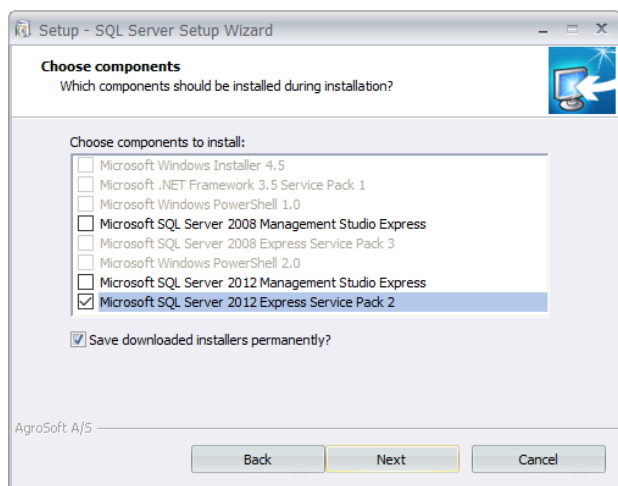 Setup - SQL Server Setup Wizard
Choose components
Which components should be installed during installation?
Choose components to install:
Microsoft Windows Installer 4.5
Microsoft .NET Framework 3.5 Service Pack 1
Microsoft Windows PowerShell 1.0
Microsoft SQL Server 2008 Management Studio Express
Microsoft SQL Server 2008 Express Service Pack 3
Microsoft Windows PowerShell 2.0
Microsoft SQL Server 2012 Management Studio Express
Microsoft SQL Server 2012 Express Service Pack 2
Save downloaded installers permanently?
AgroSoft A/S
Back Next Cancel